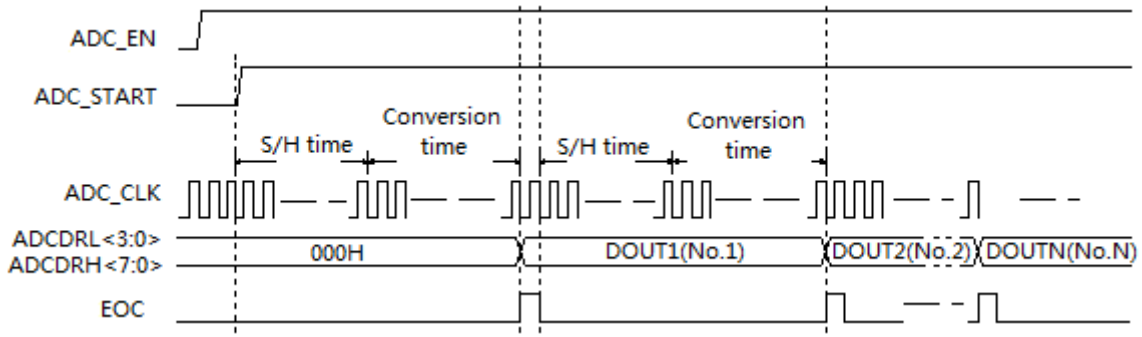 ADC_EN
ADC_START
Conversion
time
S/H time
Conversion
time
S/H time
ADC_CLK
ADCDRL<3:0>
ADCDRH<7:0>
000H
DOUT1(No.1)
DOUT2(No.2)
DOUTN(No.N)
EOC